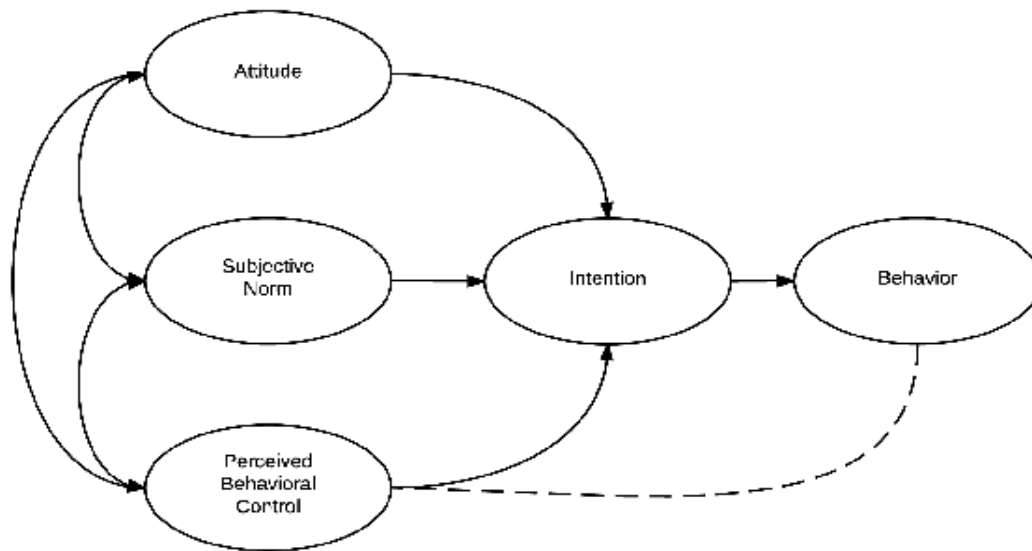 Attitude
Subjective
Norm
Intention
Behavior
Perceived
Behavioral
Control